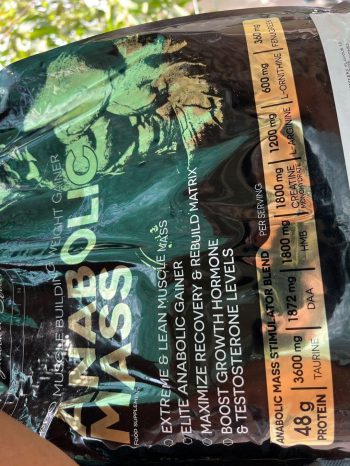 MUSCLE BUILDING WEIGHT GAINER
ANABOLIC
MASS
FOOD SUPPLEMENT
EXTREME & LEAN MUSCLE MASS
ELITE ANABOLIC GAINER
MAXIMIZE RECOVERY & REBUILD MATRIX
BOOST GROWTH HORMONE
& TESTOSTERONE LEVELS
ANABOLIC MASS STIMULATOR BLEND PER SERVING
48 g PROTEIN
3600 mg TAURINE
1872 mg DAA
1800 mg HMB
1800 mg CREATINE MONOHYDRATE
1200 mg L-ARGININE
600 mg L-ORNITHINE
360 mg FENUGREEK